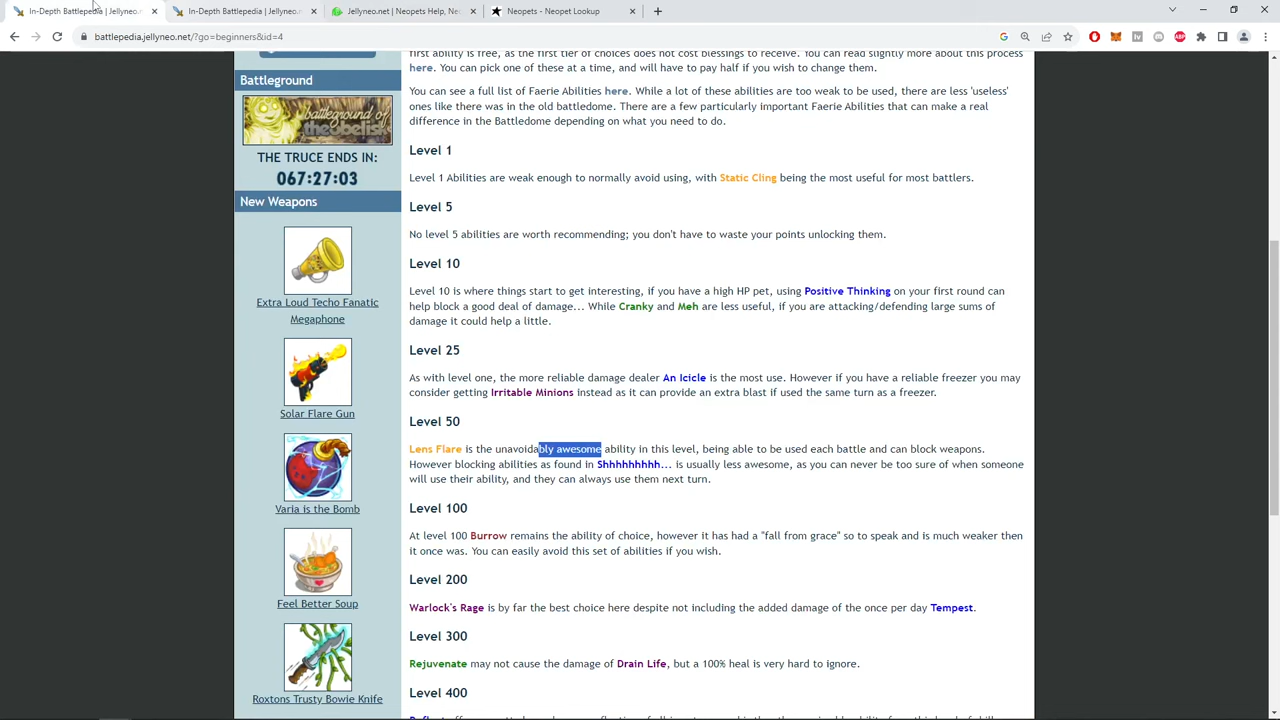 In-Depth Battlepedia | Jellyneo.n
In-Depth Battlepedia | Jellyneo.n
Jellyneo.net | Neopets Help, Ne
Neopets - Neopet Lookup
battlepedia.jellyneo.net/?go=beginners&id=4
Battleground
battleground of
the obelisk
THE TRUCE ENDS IN:
067:27:03
New Weapons
Extra Loud Techo Fanatic
Megaphone
Solar Flare Gun
Varia is the Bomb
Feel Better Soup
Roxtons Trusty Bowie Knife
first ability is free, as the first tier of choices does not cost blessings to receive. You can read slightly more about this process
here. You can pick one of these at a time, and will have to pay half if you wish to change them.
You can see a full list of Faerie Abilities here. While a lot of these abilities are too weak to be used, there are less 'useless'
ones like there was in the old battledome. There are a few particularly important Faerie Abilities that can make a real
difference in the Battledome depending on what you need to do.
Level 1
Level 1 Abilities are weak enough to normally avoid using, with Static Cling being the most useful for most battlers.
Level 5
No level 5 abilities are worth recommending; you don't have to waste your points unlocking them.
Level 10
Level 10 is where things start to get interesting, if you have a high HP pet, using Positive Thinking on your first round can
help block a good deal of damage... While Cranky and Meh are less useful, if you are attacking/defending large sums of
damage it could help a little.
Level 25
As with level one, the more reliable damage dealer An Icicle is the most use. However if you have a reliable freezer you may
consider getting Irritable Minions instead as it can provide an extra blast if used the same turn as a freezer.
Level 50
Lens Flare is the unavoidably awesome ability in this level, being able to be used each battle and can block weapons.
However blocking abilities as found in Shhhhhhhhh... is usually less awesome, as you can never be too sure of when someone
will use their ability, and they can always use them next turn.
Level 100
At level 100 Burrow remains the ability of choice, however it has had a "fall from grace" so to speak and is much weaker then
it once was. You can easily avoid this set of abilities if you wish.
Level 200
Warlock's Rage is by far the best choice here despite not including the added damage of the once per day Tempest.
Level 300
Rejuvenate may not cause the damage of Drain Life, but a 100% heal is very hard to ignore.
Level 400